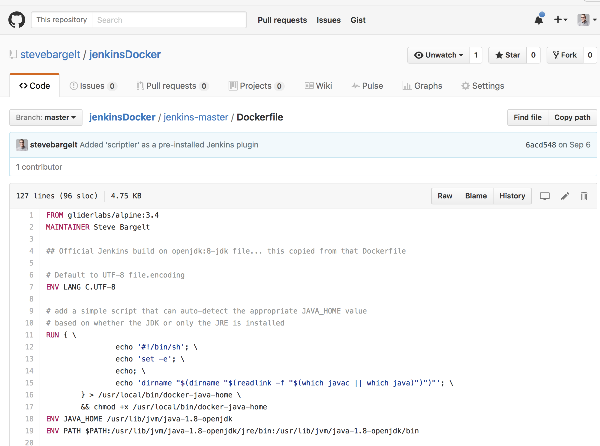 This repository Search Pull requests Issues Gist
stevebargelt / jenkinsDocker Unwatch 1 Star 0 Fork 0
Code Issues 0 Pull requests 0 Projects 0 Wiki Pulse Graphs Settings
Branch: master jenkinsDocker / jenkins-master / Dockerfile Find file Copy path
stevebargelt Added 'scriptler' as a pre-installed Jenkins plugin 6acd548 on Sep 6
1 contributor
127 lines (96 sloc) 4.75 KB Raw Blame History
1 FROM gliderlabs/alpine:3.4
2 MAINTAINER Steve Bargelt
3
4 ## Official Jenkins build on openjdk:8-jdk file... this copied from that Dockerfile
5
6 # Default to UTF-8 file.encoding
7 ENV LANG C.UTF-8
8
9 # add a simple script that can auto-detect the appropriate JAVA_HOME value
10 # based on whether the JDK or only the JRE is installed
11 RUN { \
12 echo '#!/bin/sh'; \
13 echo 'set -e'; \
14 echo; \
15 echo 'dirname "$(dirname "$(readlink -f "$(which javac || which java)")")"'; \
16 } > /usr/local/bin/docker-java-home \
17 && chmod +x /usr/local/bin/docker-java-home
18 ENV JAVA_HOME /usr/lib/jvm/java-1.8-openjdk
19 ENV PATH $PATH:/usr/lib/jvm/java-1.8-openjdk/jre/bin:/usr/lib/jvm/java-1.8-openjdk/bin
20